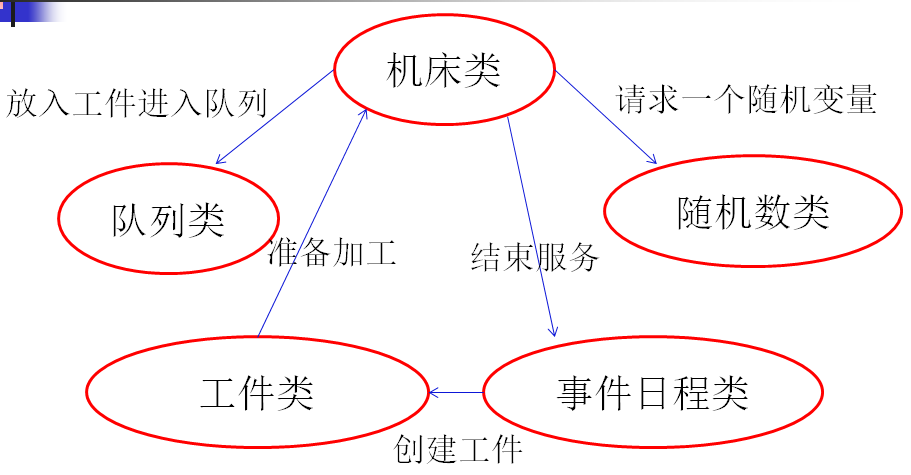 机床类
放入工件进入队列
请求一个随机变量
队列类
随机数类
准备加工
结束服务
工件类
事件日程类
创建工件